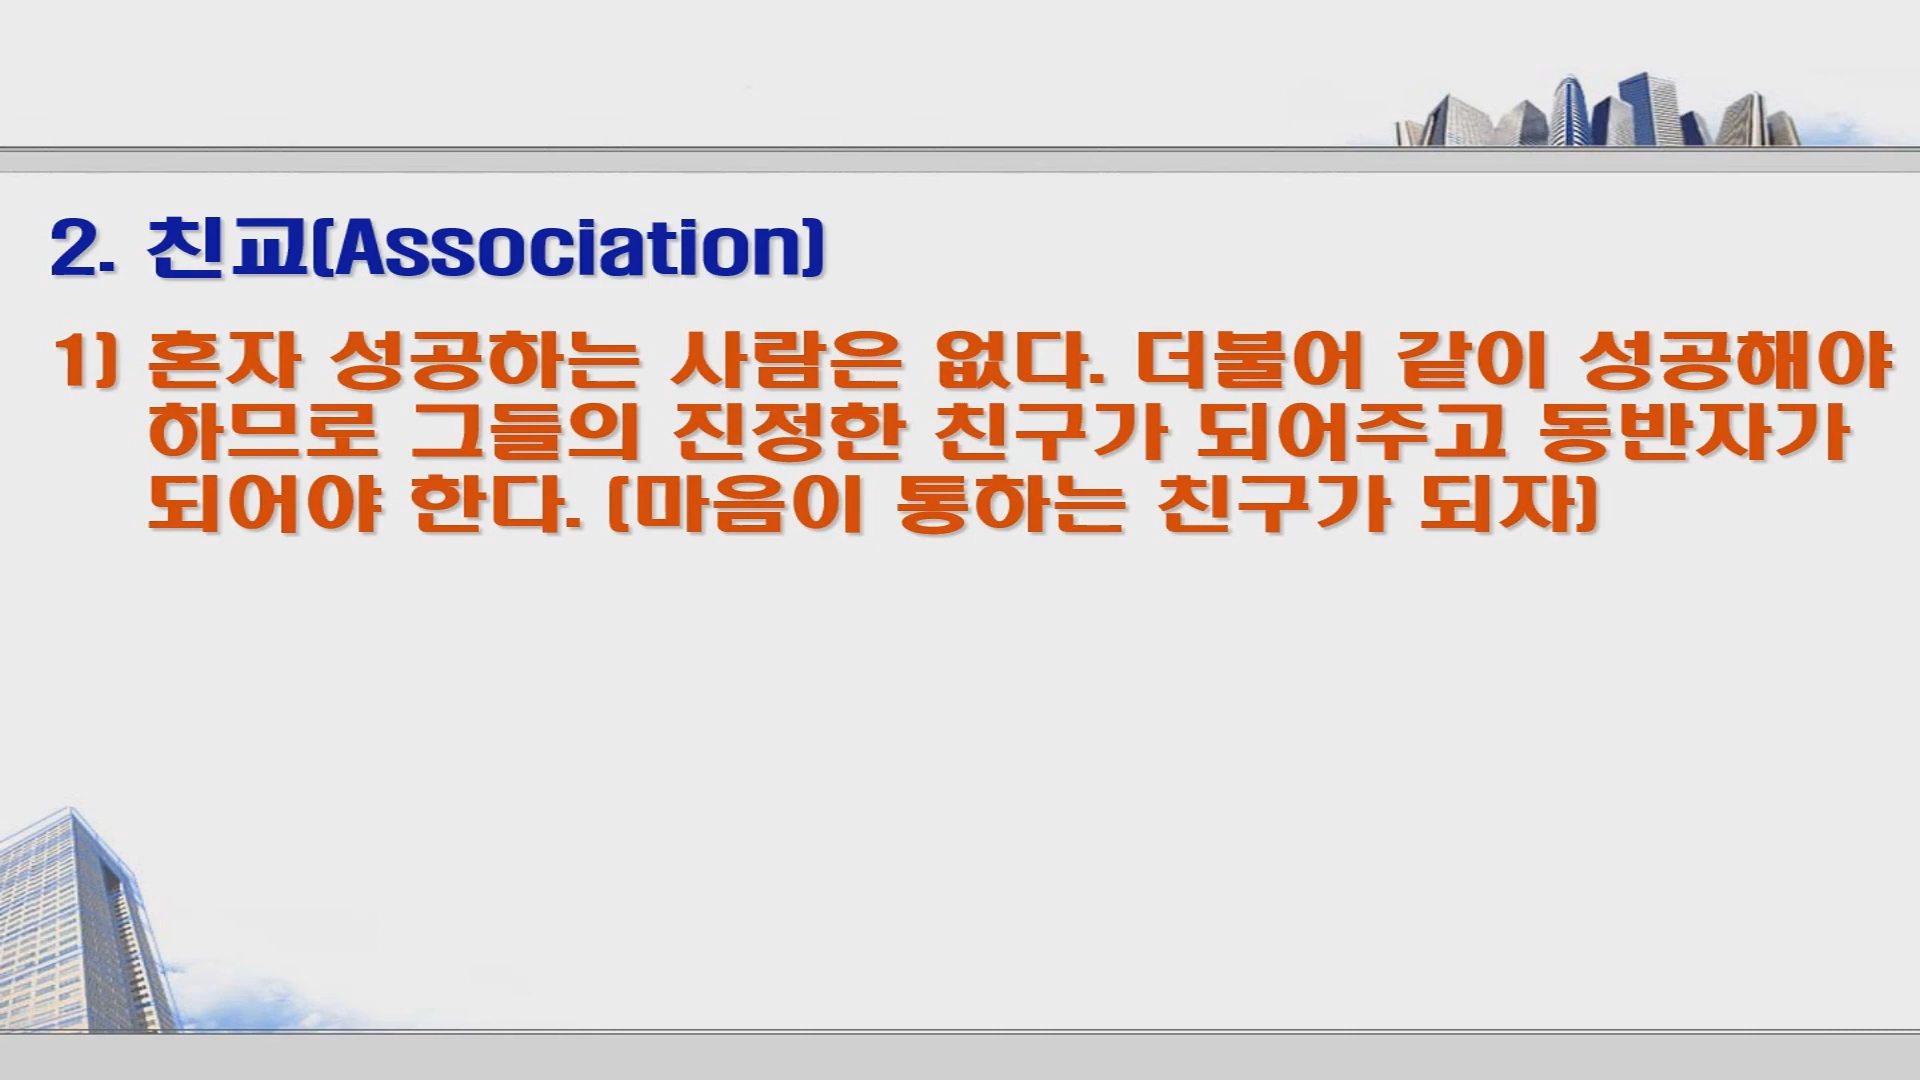 2. 친교(Association)
1) 혼자 성공하는 사람은 없다. 더불어 같이 성공해야
하므로 그들의 진정한 친구가 되어주고 동반자가
되어야 한다. (마음이 통하는 친구가 되자)